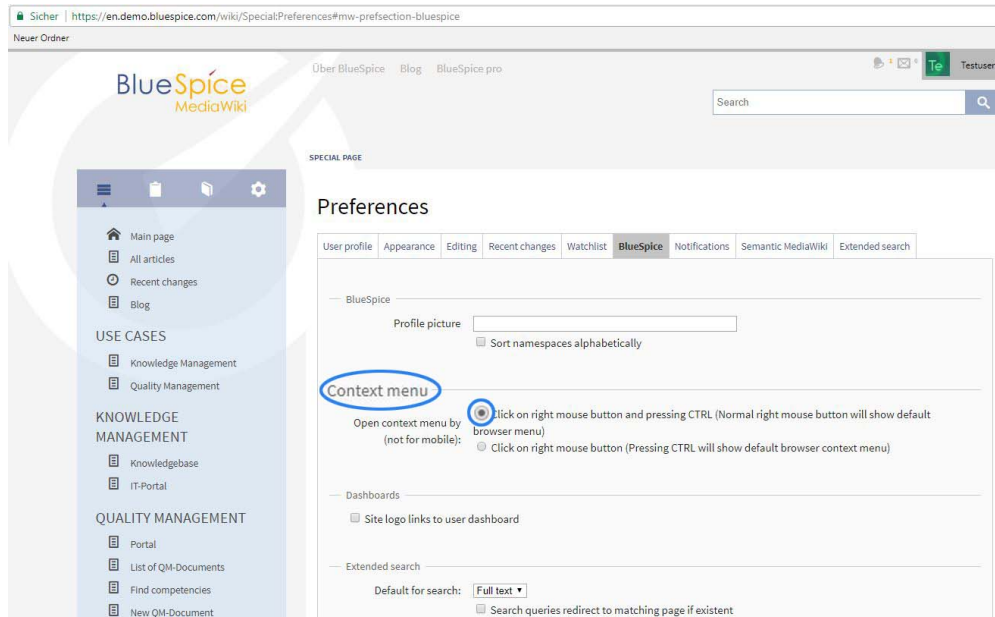 Sicher | https://en.demo.bluespice.com/wiki/Special:Preferences#mw-prefsection-bluespice
Neuer Ordner
BlueSpice
MediaWiki
Über BlueSpice Blog BlueSpice pro
Te Testuser
Search
SPECIAL PAGE
Main page
All articles
Recent changes
Blog
USE CASES
Knowledge Management
Quality Management
KNOWLEDGE
MANAGEMENT
Knowledgebase
IT-Portal
QUALITY MANAGEMENT
Portal
List of QM-Documents
Find competencies
New QM-Document
Preferences
User profile Appearance Editing Recent changes Watchlist BlueSpice Notifications Semantic MediaWiki Extended search
BlueSpice
Profile picture
Sort namespaces alphabetically
Context menu
Open context menu by
(not for mobile):
Click on right mouse button and pressing CTRL (Normal right mouse button will show default
browser menu)
Click on right mouse button (Pressing CTRL will show default browser context menu)
Dashboards
Site logo links to user dashboard
Extended search
Default for search: Full text
Search queries redirect to matching page if existent